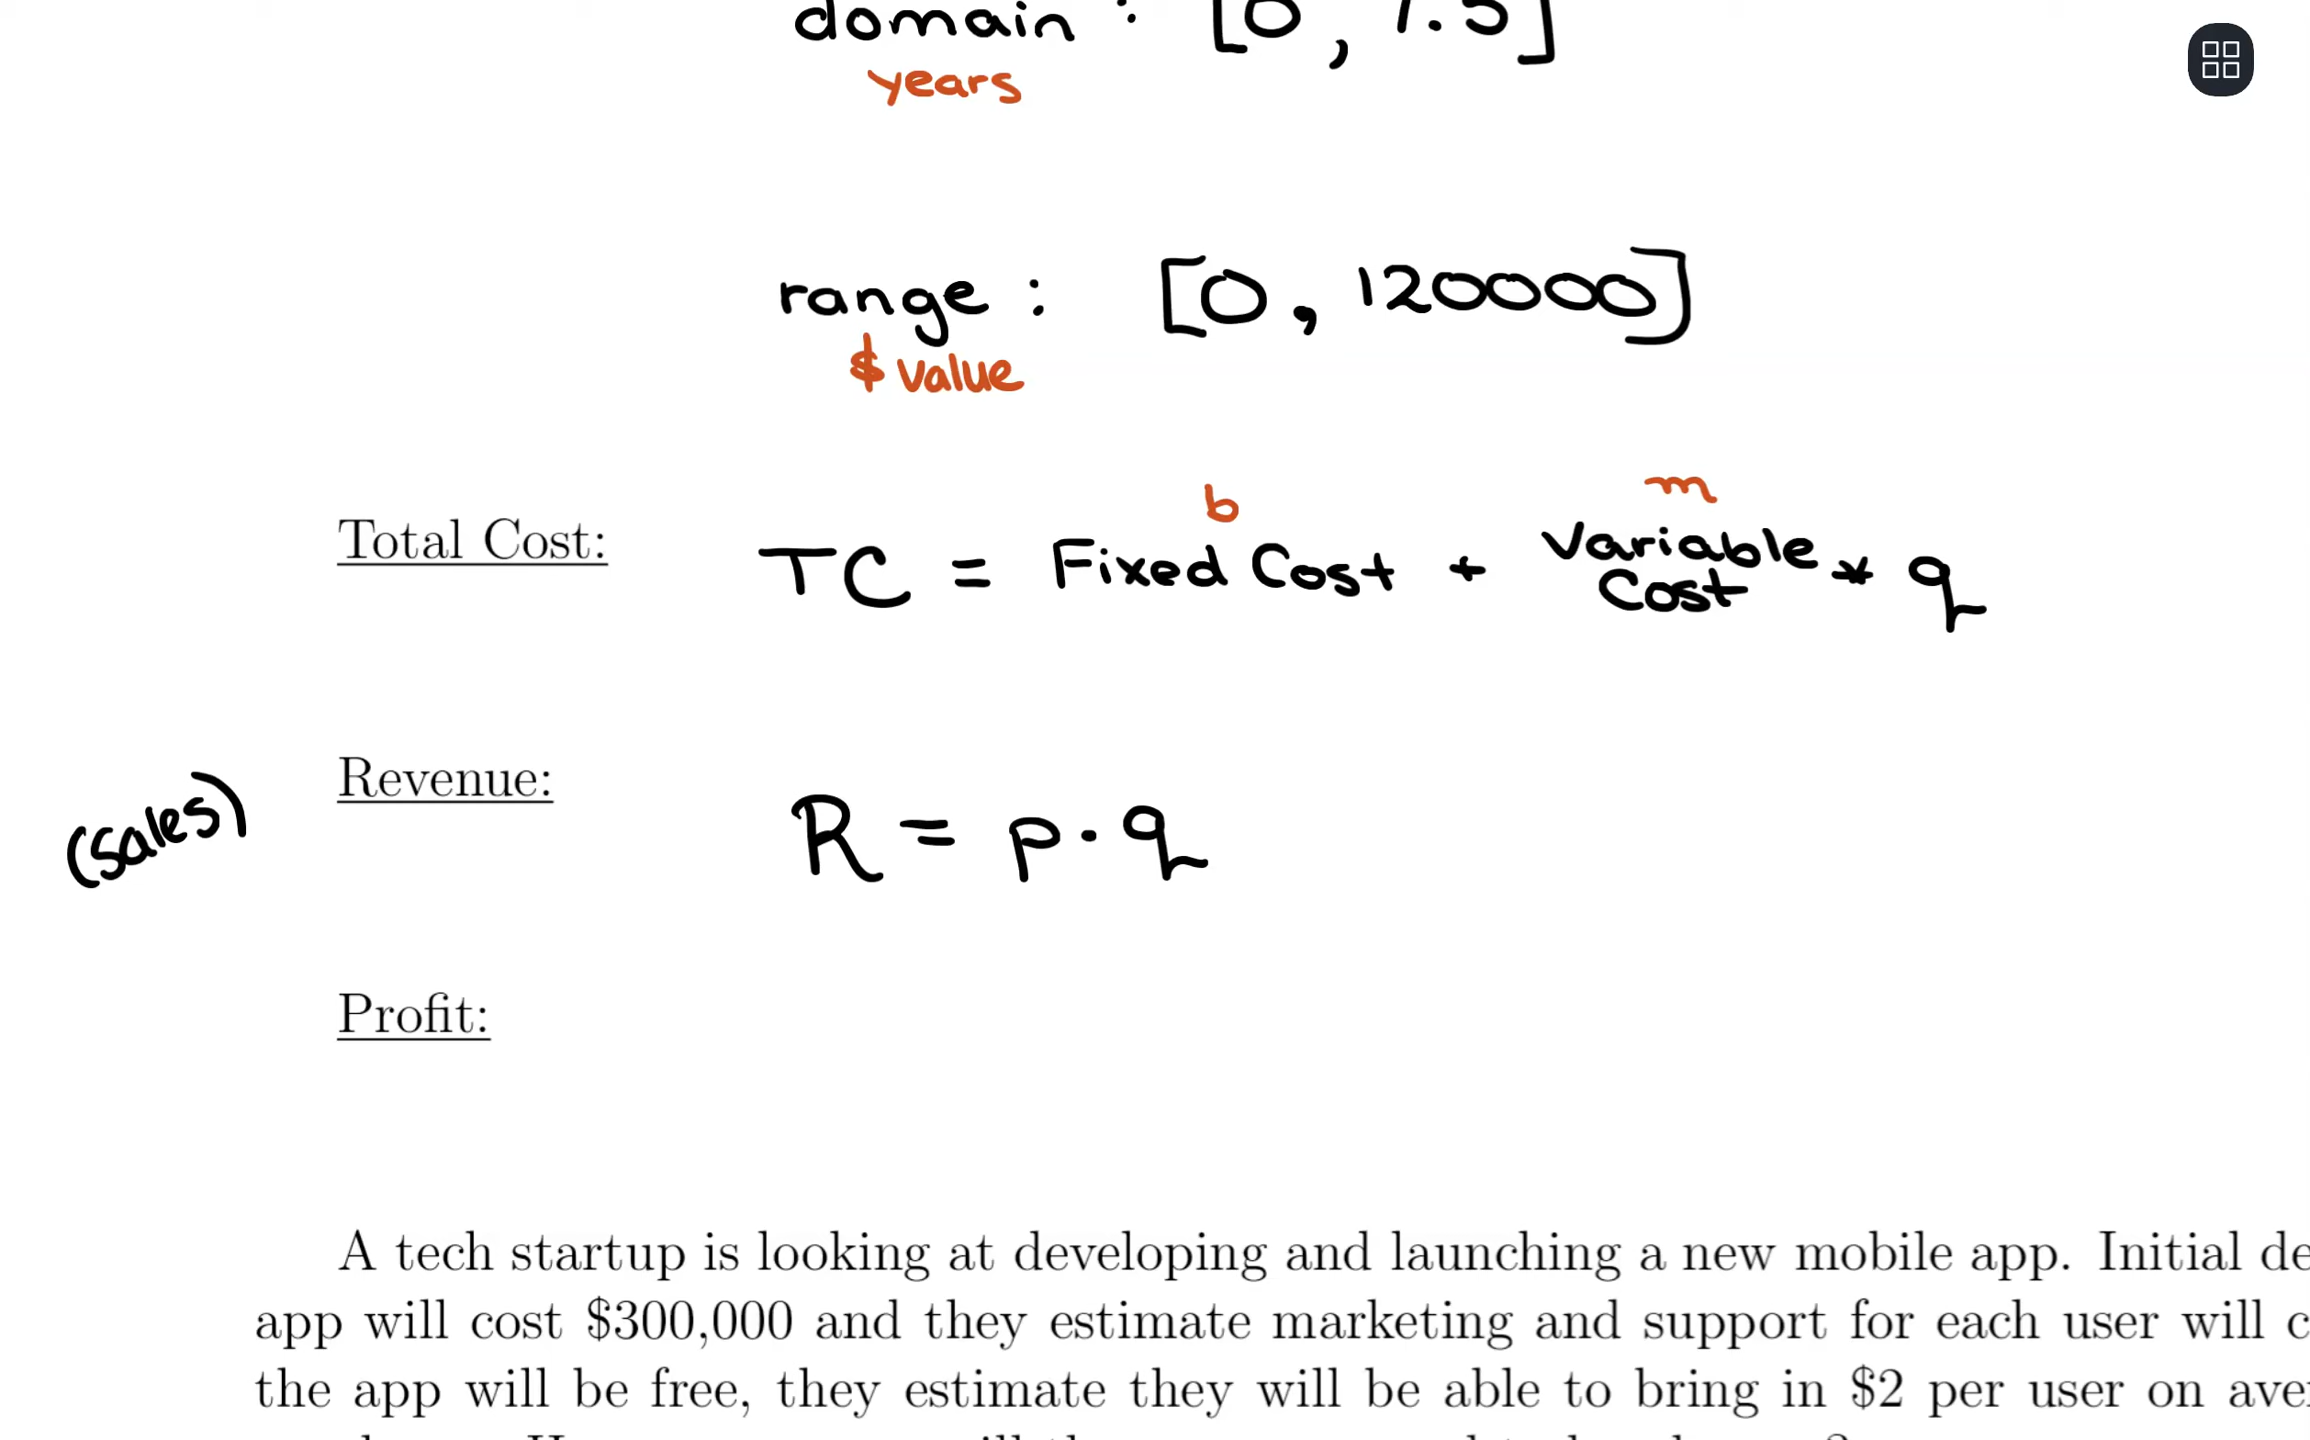 domain : [0, 7.5]
years
range : [0, 120000]
$ value
b
m
Total Cost: TC = Fixed Cost + Variable Cost * q
(sales) Revenue: R = p · q
Profit:
A tech startup is looking at developing and launching a new mobile app. Initial de
app will cost $300,000 and they estimate marketing and support for each user will c
the app will be free, they estimate they will be able to bring in $2 per user on ave